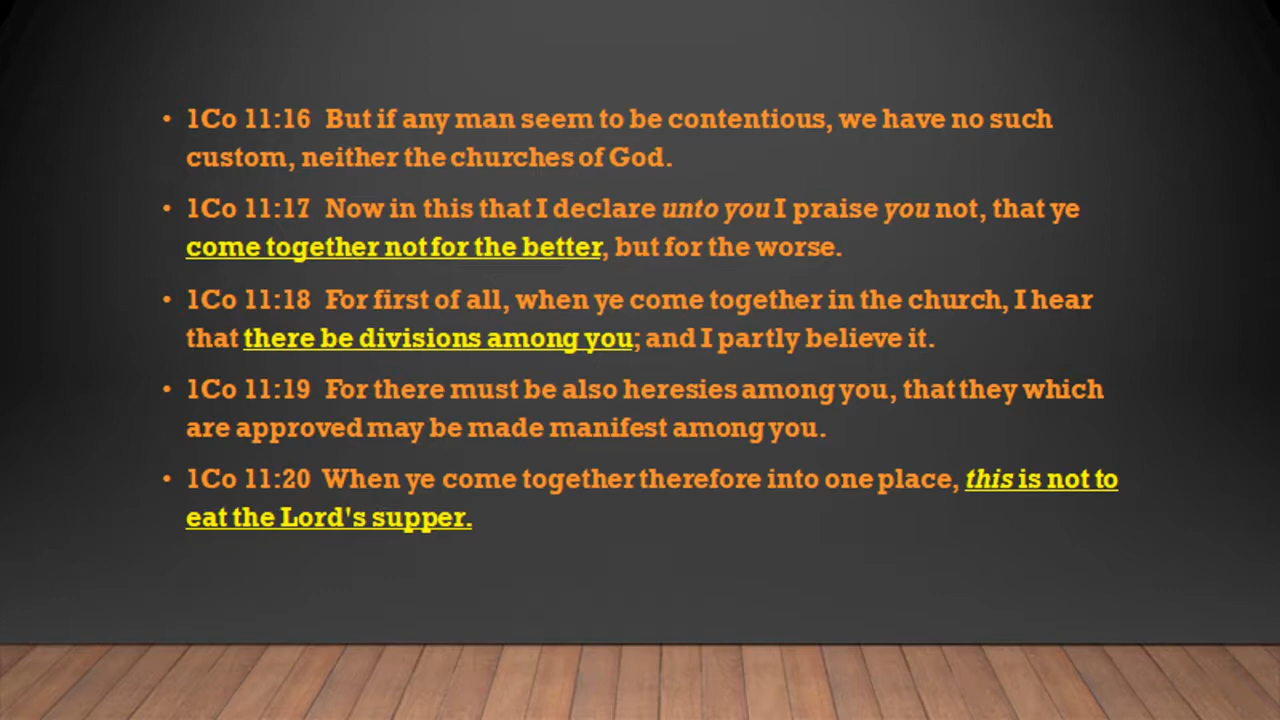 • 1Co 11:16 But if any man seem to be contentious, we have no such
custom, neither the churches of God.
• 1Co 11:17 Now in this that I declare unto you I praise you not, that ye
come together not for the better, but for the worse.
• 1Co 11:18 For first of all, when ye come together in the church, I hear
that there be divisions among you; and I partly believe it.
• 1Co 11:19 For there must be also heresies among you, that they which
are approved may be made manifest among you.
• 1Co 11:20 When ye come together therefore into one place, this is not to
eat the Lord's supper.